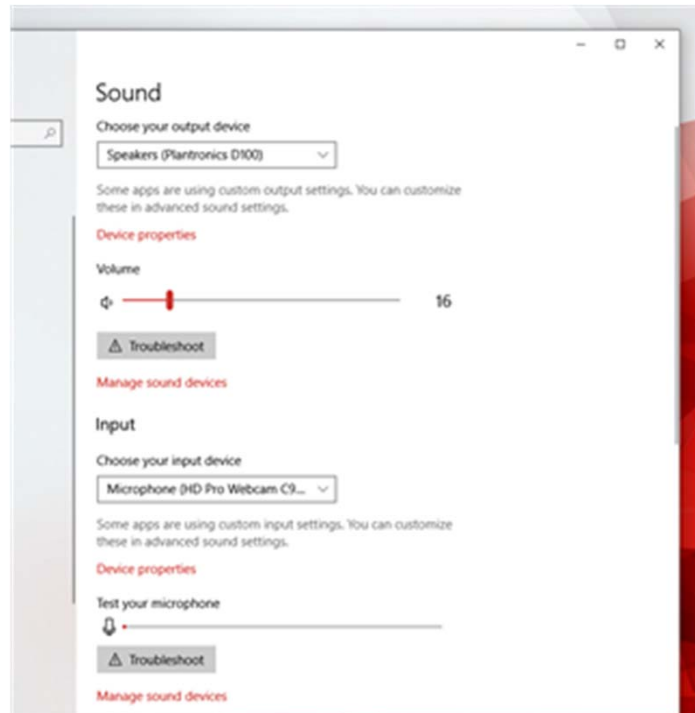 Sound
Choose your output device
Speakers (Plantronics D100)
Some apps are using custom output settings. You can customize
these in advanced sound settings.
Device properties
Volume
16
Troubleshoot
Manage sound devices
Input
Choose your input device
Microphone (HD Pro Webcam C9...
Some apps are using custom input settings. You can customize
these in advanced sound settings.
Device properties
Test your microphone
Troubleshoot
Manage sound devices